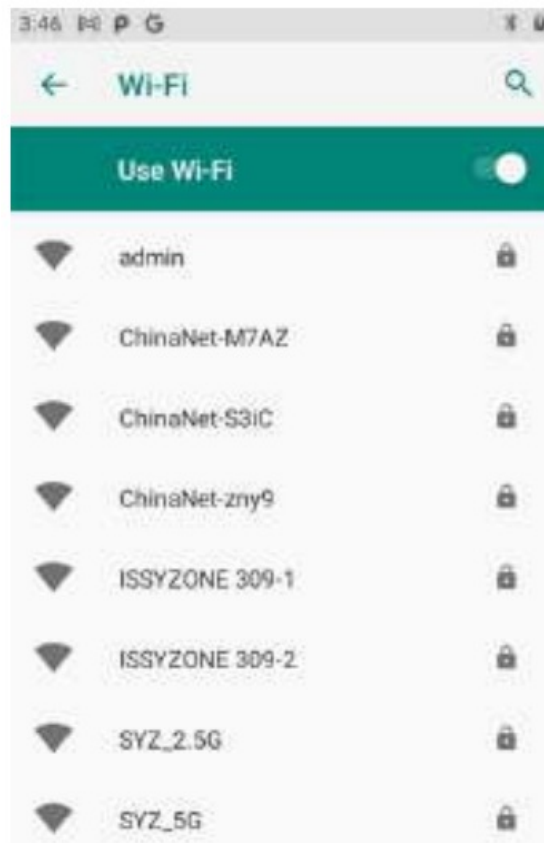 3:46 P G
Wi-Fi
Use Wi-Fi
admin
ChinaNet-M7AZ
ChinaNet-S3iC
ChinaNet-zny9
ISSYZONE 309-1
ISSYZONE 309-2
SYZ_2.5G
SYZ_5G